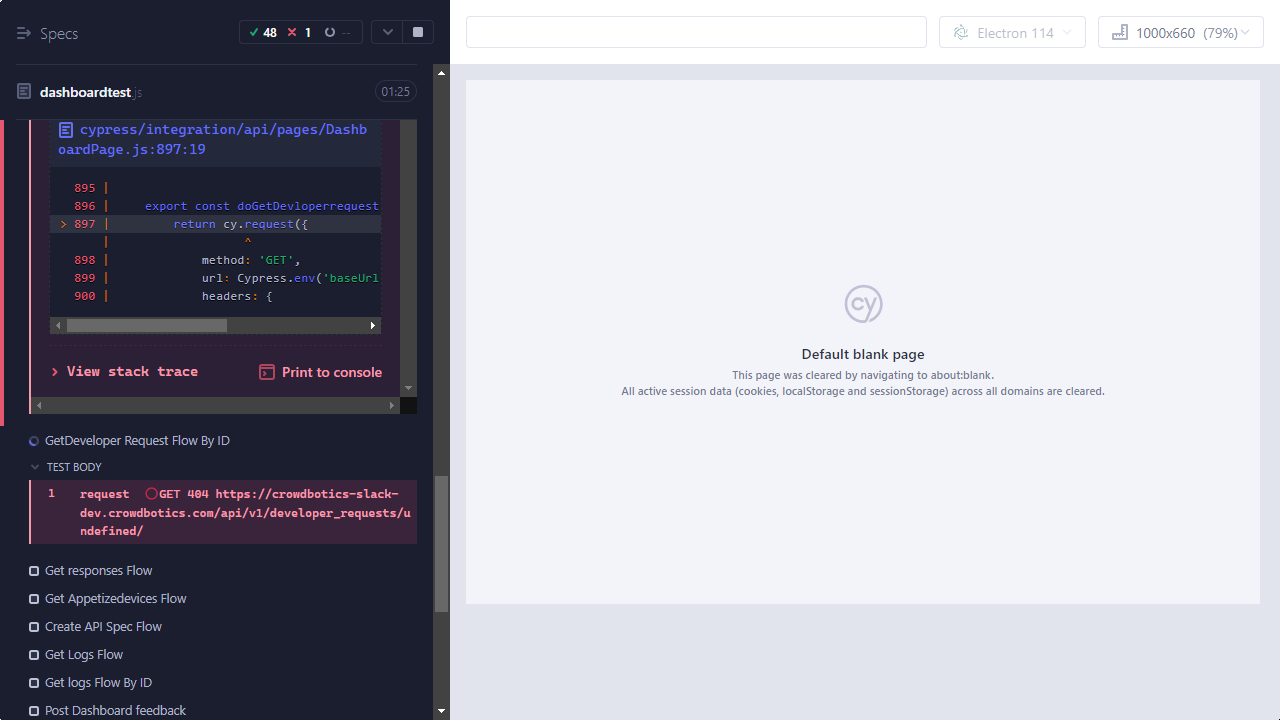 Specs
48 1 --
Electron 114
1000x660 (79%)
dashboardtest.js
01:25
cypress/integration/api/pages/Dashb
oardPage.js:897:19
895 |
896 | export const doGetDevloperrequest
> 897 | return cy.request({
| ^
898 | method: 'GET',
899 | url: Cypress.env('baseUrl
900 | headers: {
View stack trace
Print to console
GetDeveloper Request Flow By ID
TEST BODY
1 request GET 404 https://crowdbotics-slack-
dev.crowdbotics.com/api/v1/developer_requests/u
ndefined/
Get responses Flow
Get Appetizedevices Flow
Create API Spec Flow
Get Logs Flow
Get logs Flow By ID
Post Dashboard feedback
cy
Default blank page
This page was cleared by navigating to about:blank.
All active session data (cookies, localStorage and sessionStorage) across all domains are cleared.